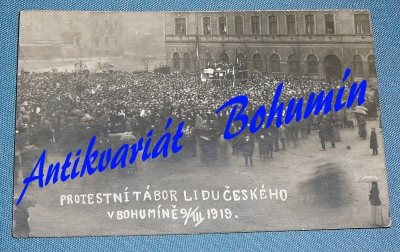 Antikvariát Bohumín
PROTESTNÍ TÁBOR LIDU ČESKÉHO
V BOHUMÍNĚ 9/III 1919.